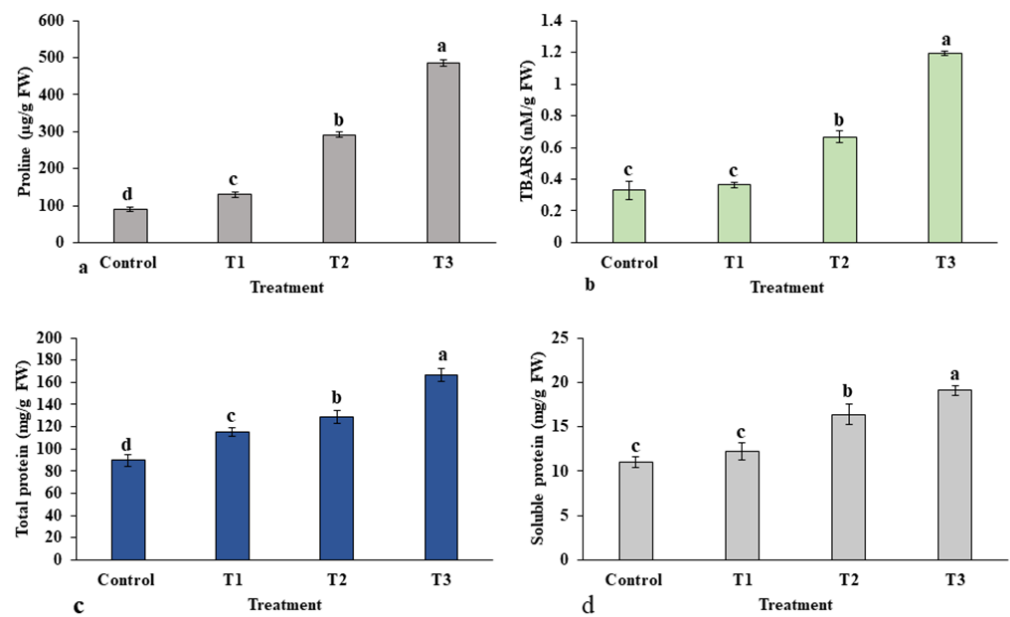 600
500
400
300
200
100
0
Proline (µg/g FW)
d
c
b
a
Control T1 T2 T3
Treatment
a
1.4
1.2
1
0.8
0.6
0.4
0.2
0
TBARS (nM/g FW)
c
c
b
a
Control T1 T2 T3
Treatment
b
200
180
160
140
120
100
80
60
40
20
0
Total protein (mg/g FW)
d
c
b
a
Control T1 T2 T3
Treatment
c
25
20
15
10
5
0
Soluble protein (mg/g FW)
c
c
b
a
Control T1 T2 T3
Treatment
d